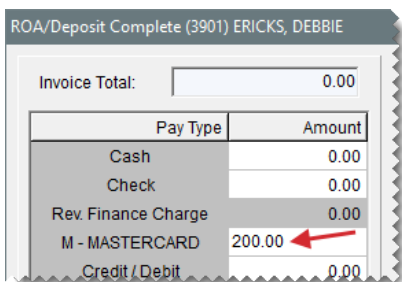 ROA/Deposit Complete (3901) ERICKS, DEBBIE
Invoice Total: 0.00
Pay Type Amount
Cash 0.00
Check 0.00
Rev. Finance Charge 0.00
M - MASTERCARD 200.00
Credit / Debit 0.00